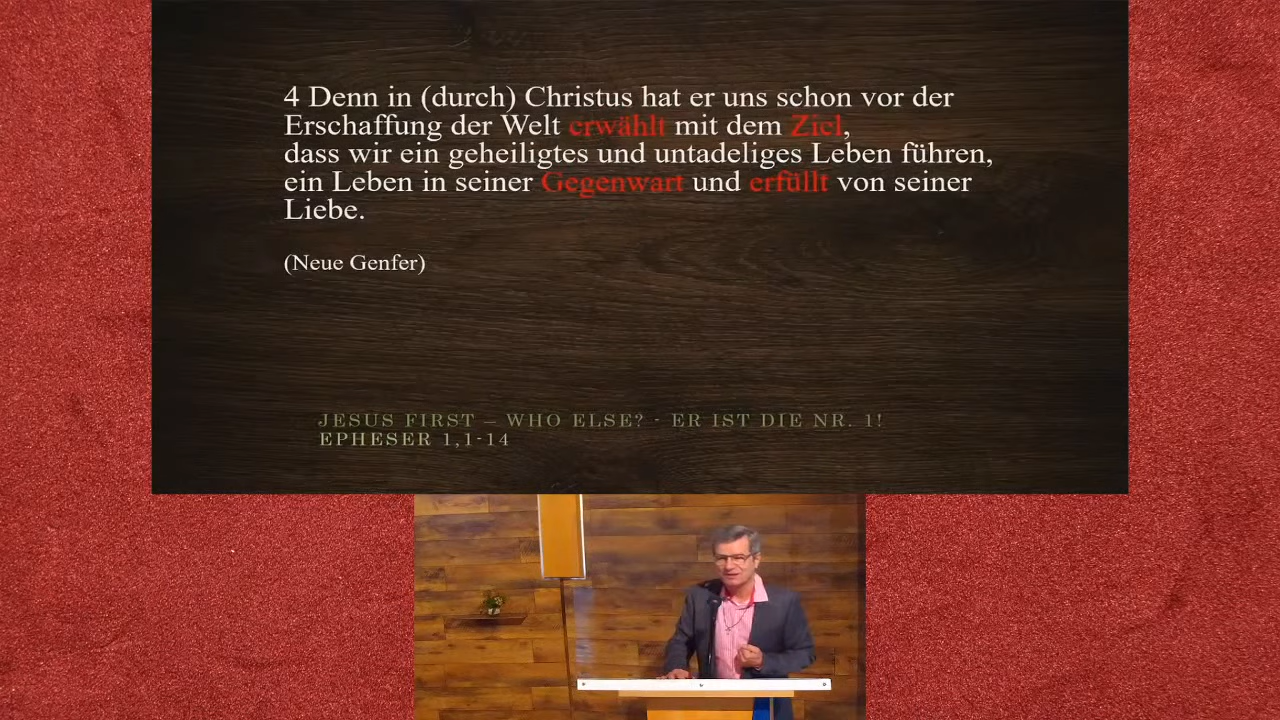 4 Denn in (durch) Christus hat er uns schon vor der
Erschaffung der Welt erwählt mit dem Ziel,
dass wir ein geheiligtes und untadeliges Leben führen,
ein Leben in seiner Gegenwart und erfüllt von seiner
Liebe.
(Neue Genfer)
JESUS FIRST – WHO ELSE? - ER IST DIE NR. 1!
EPHESER 1,1-14